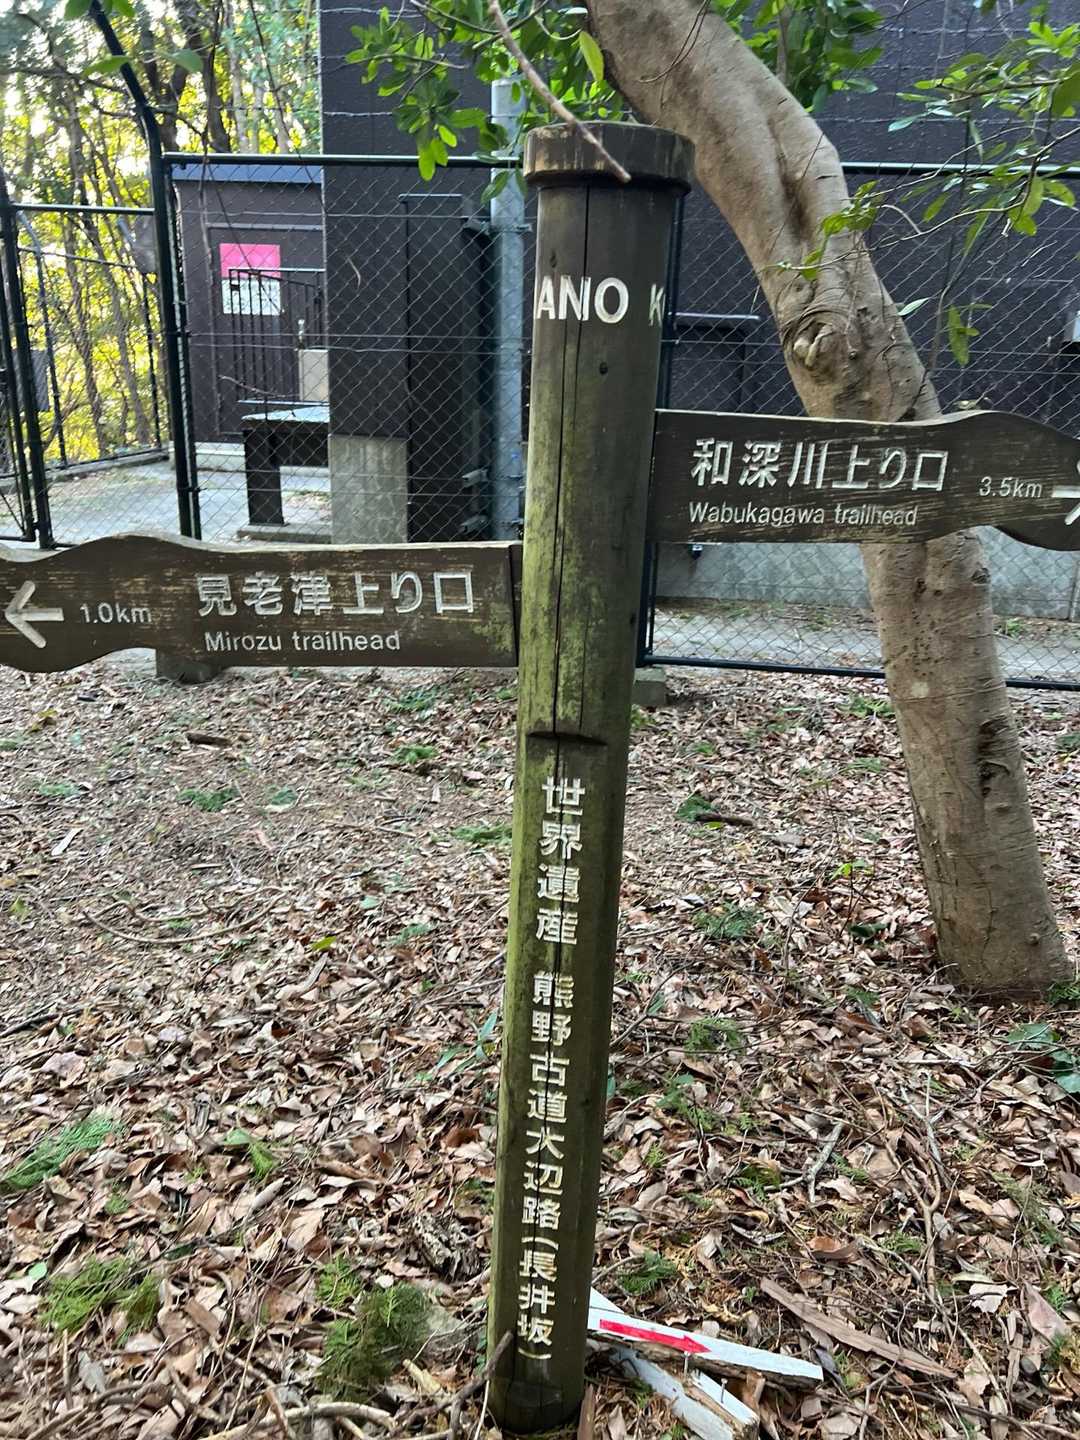 ANO K
和深川上り口 3.5km
Wabukagawa trailhead
1.0km 見老津上り口
Mirozu trailhead
世界遺産 熊野古道大辺路(長井坂)